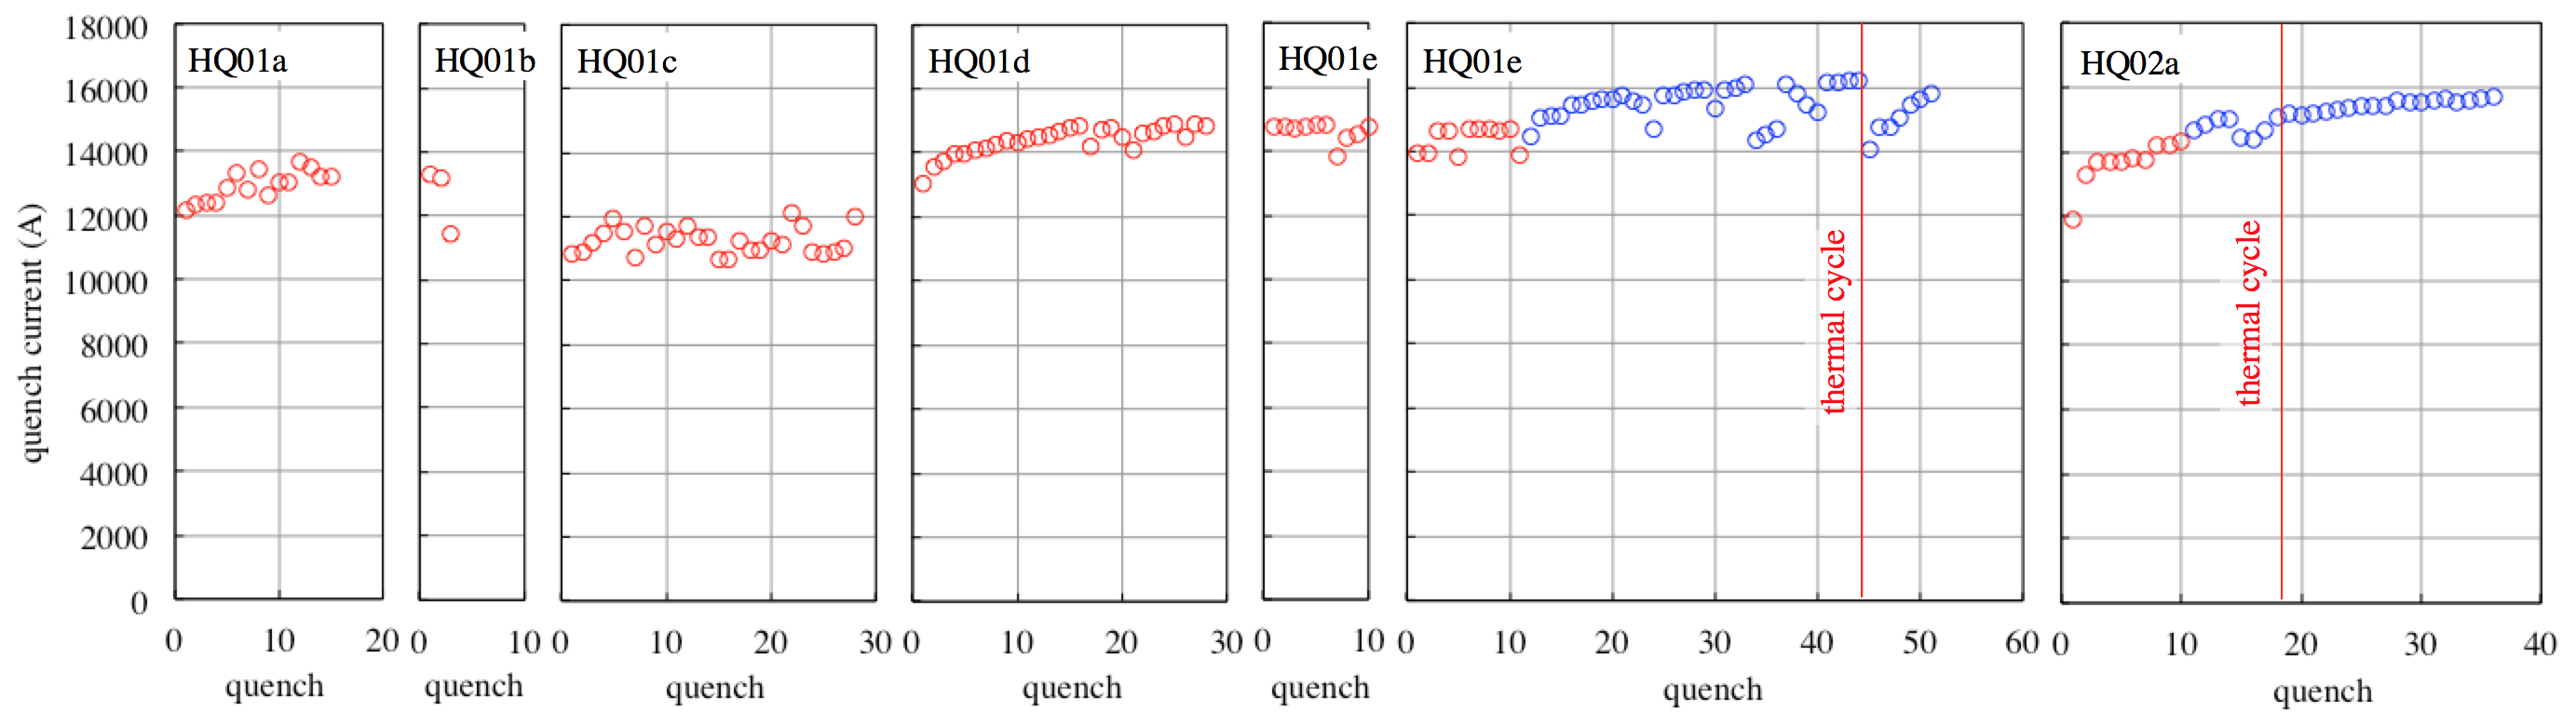 18000
16000
14000
12000
10000
8000
6000
4000
2000
0
quench current (A)
HQ01a
HQ01b
HQ01c
HQ01d
HQ01e
HQ01e
HQ02a
thermal cycle
thermal cycle
0 10 20
0 10
0 10 20 30
0 10 20 30
0 10
0 10 20 30 40 50 60
0 10 20 30 40
quench
quench
quench
quench
quench
quench
quench